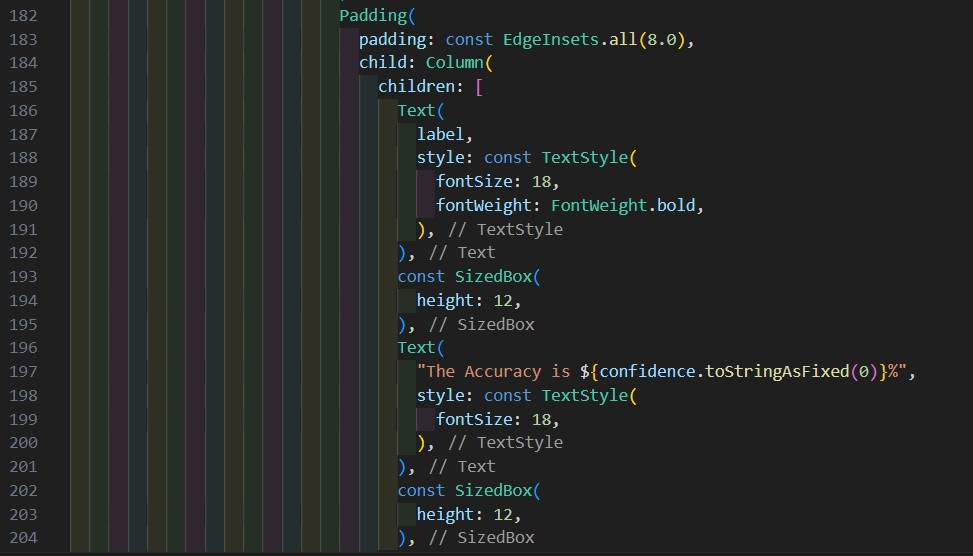 182 Padding(
183 padding: const EdgeInsets.all(8.0),
184 child: Column(
185 children: [
186 Text(
187 label,
188 style: const TextStyle(
189 fontSize: 18,
190 fontWeight: FontWeight.bold,
191 ), // TextStyle
192 ), // Text
193 const SizedBox(
194 height: 12,
195 ), // SizedBox
196 Text(
197 "The Accuracy is ${confidence.toStringAsFixed(0)}%",
198 style: const TextStyle(
199 fontSize: 18,
200 ), // TextStyle
201 ), // Text
202 const SizedBox(
203 height: 12,
204 ), // SizedBox